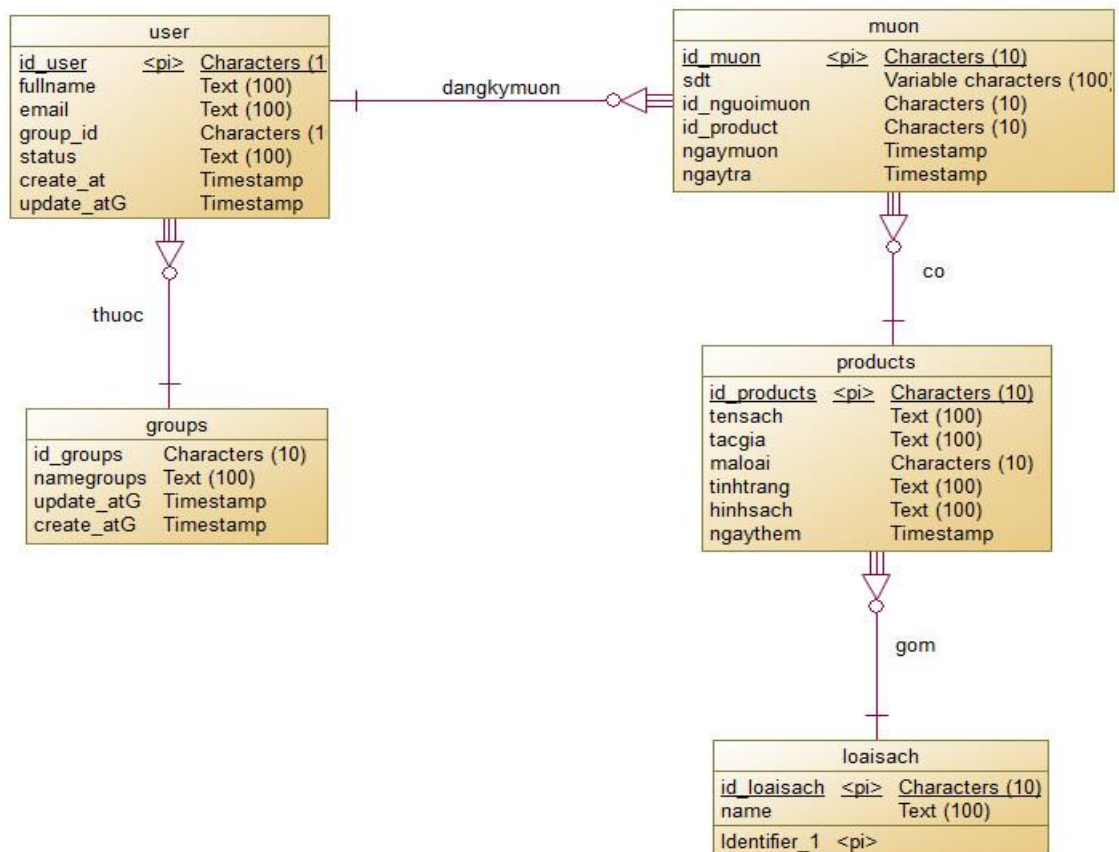 user
id_user <pi> Characters (1
fullname Text (100)
email Text (100)
group_id Characters (1
status Text (100)
create_at Timestamp
update_atG Timestamp
dangkymuon
muon
id_muon <pi> Characters (10)
sdt Variable characters (100)
id_nguoimuon Characters (10)
id_product Characters (10)
ngaymuon Timestamp
ngaytra Timestamp
thuoc
co
groups
id_groups Characters (10)
namegroups Text (100)
update_atG Timestamp
create_atG Timestamp
products
id_products <pi> Characters (10)
tensach Text (100)
tacgia Text (100)
maloai Characters (10)
tinhtrang Text (100)
hinhsach Text (100)
ngaythem Timestamp
gom
loaisach
id_loaisach <pi> Characters (10)
name Text (100)
Identifier_1 <pi>